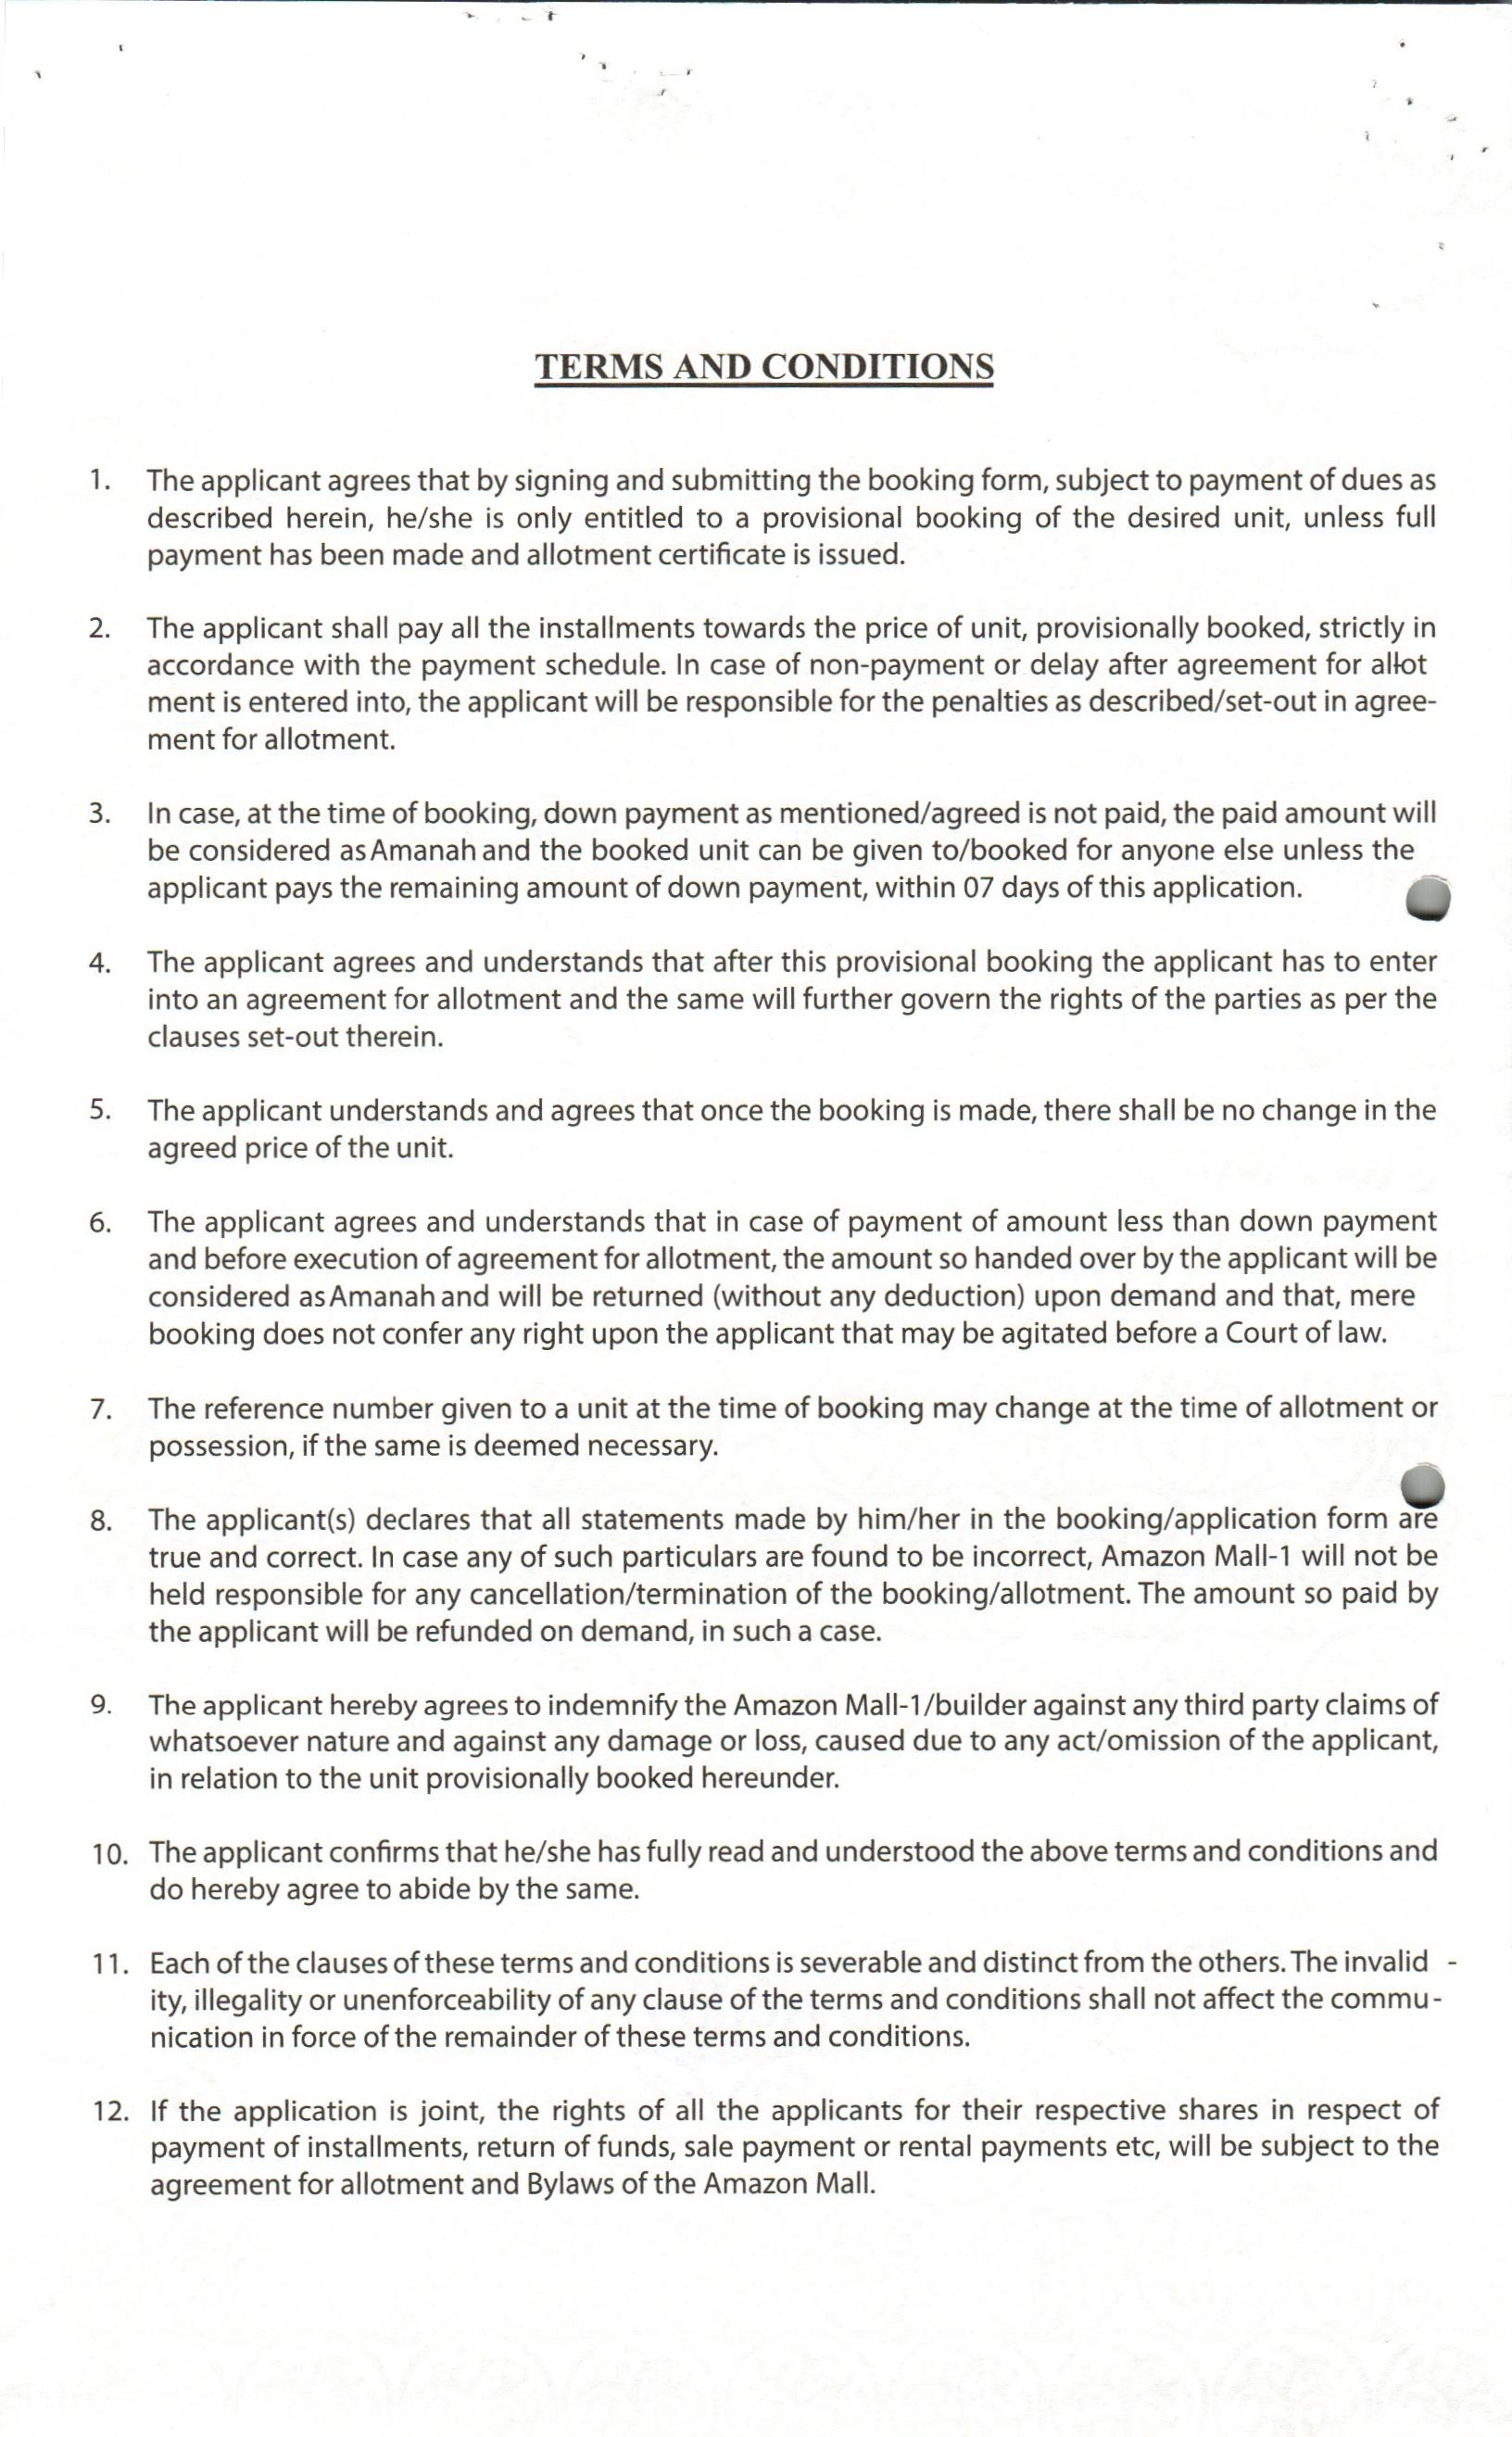 TERMS AND CONDITIONS
1. The applicant agrees that by signing and submitting the booking form, subject to payment of dues as
described herein, he/she is only entitled to a provisional booking of the desired unit, unless full
payment has been made and allotment certificate is issued.
2. The applicant shall pay all the installments towards the price of unit, provisionally booked, strictly in
accordance with the payment schedule. In case of non-payment or delay after agreement for allot
ment is entered into, the applicant will be responsible for the penalties as described/set-out in agree-
ment for allotment.
3. In case, at the time of booking, down payment as mentioned/agreed is not paid, the paid amount will
be considered as Amanah and the booked unit can be given to/booked for anyone else unless the
applicant pays the remaining amount of down payment, within 07 days of this application.
4. The applicant agrees and understands that after this provisional booking the applicant has to enter
into an agreement for allotment and the same will further govern the rights of the parties as per the
clauses set-out therein.
5. The applicant understands and agrees that once the booking is made, there shall be no change in the
agreed price of the unit.
6. The applicant agrees and understands that in case of payment of amount less than down payment
and before execution of agreement for allotment, the amount so handed over by the applicant will be
considered as Amanah and will be returned (without any deduction) upon demand and that, mere
booking does not confer any right upon the applicant that may be agitated before a Court of law.
7. The reference number given to a unit at the time of booking may change at the time of allotment or
possession, if the same is deemed necessary.
8. The applicant(s) declares that all statements made by him/her in the booking/application form are
true and correct. In case any of such particulars are found to be incorrect, Amazon Mall-1 will not be
held responsible for any cancellation/termination of the booking/allotment. The amount so paid by
the applicant will be refunded on demand, in such a case.
9. The applicant hereby agrees to indemnify the Amazon Mall-1/builder against any third party claims of
whatsoever nature and against any damage or loss, caused due to any act/omission of the applicant,
in relation to the unit provisionally booked hereunder.
10. The applicant confirms that he/she has fully read and understood the above terms and conditions and
do hereby agree to abide by the same.
11. Each of the clauses of these terms and conditions is severable and distinct from the others. The invalid -
ity, illegality or unenforceability of any clause of the terms and conditions shall not affect the commu-
nication in force of the remainder of these terms and conditions.
12. If the application is joint, the rights of all the applicants for their respective shares in respect of
payment of installments, return of funds, sale payment or rental payments etc, will be subject to the
agreement for allotment and Bylaws of the Amazon Mall.